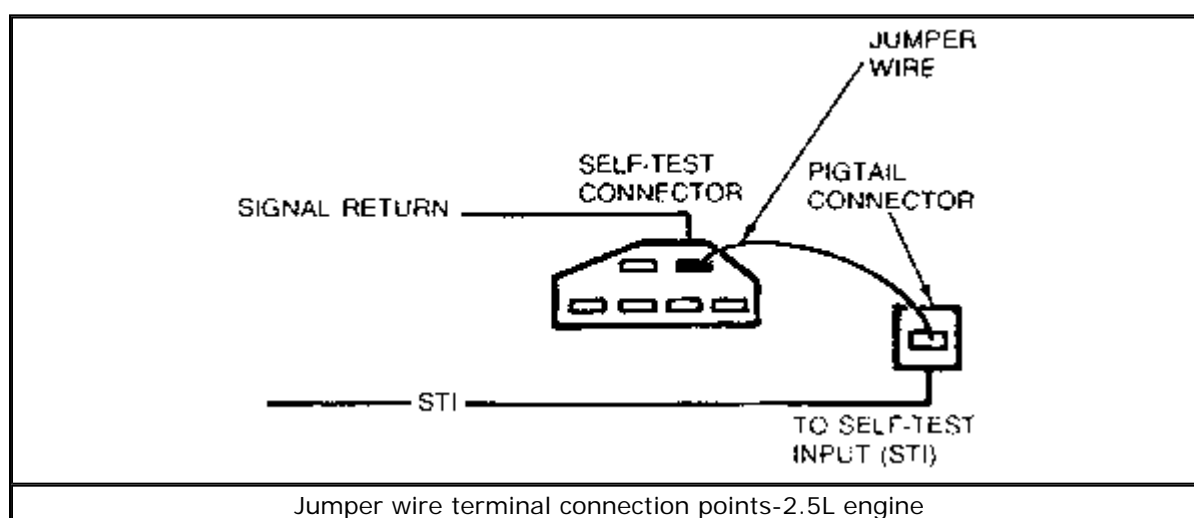 JUMPER
WIRE
SELF-TEST
CONNECTOR
PIGTAIL
CONNECTOR
SIGNAL RETURN
STI
TO SELF-TEST
INPUT (STI)
Jumper wire terminal connection points-2.5L engine